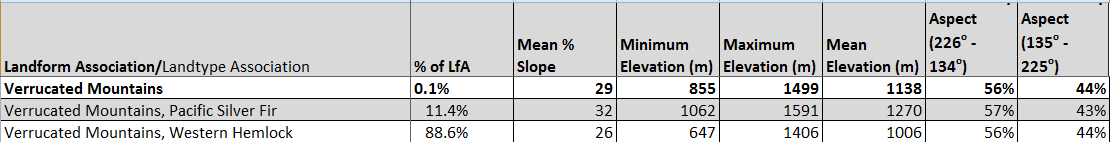 Aspect Aspect
Mean % Minimum Maximum Mean (226° - (135° -
Landform Association/Landtype Association % of LfA Slope Elevation (m) Elevation (m) Elevation (m) 134°) 225°)
Verrucated Mountains 0.1% 29 855 1499 1138 56% 44%
Verrucated Mountains, Pacific Silver Fir 11.4% 32 1062 1591 1270 57% 43%
Verrucated Mountains, Western Hemlock 88.6% 26 647 1406 1006 56% 44%